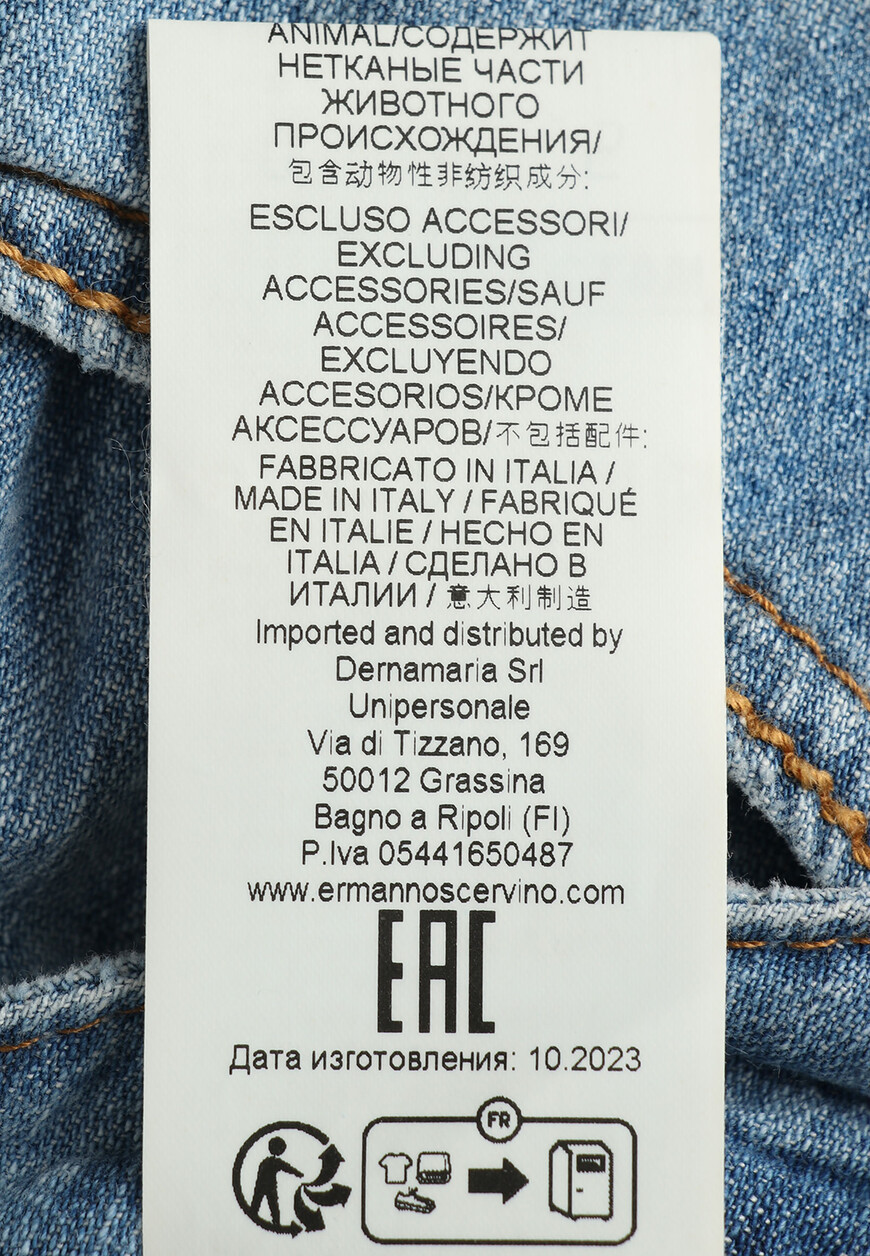 ANIMAL/СОДЕРЖИТ
НЕТКАНЫЕ ЧАСТИ
ЖИВОТНОГО
ПРОИСХОЖДЕНИЯ/
包含动物性非纺织成分:
ESCLUSO ACCESSORI/
EXCLUDING
ACCESSORIES/SAUF
ACCESSOIRES/
EXCLUYENDO
ACCESORIOS/КРОМЕ
АКСЕССУАРОВ/不包括配件:
FABBRICATO IN ITALIA /
MADE IN ITALY / FABRIQUÉ
EN ITALIE / HECHO EN
ITALIA / СДЕЛАНО В
ИТАЛИИ / 意大利制造
Imported and distributed by
Dernamaria Srl
Unipersonale
Via di Tizzano, 169
50012 Grassina
Bagno a Ripoli (FI)
P.Iva 05441650487
www.ermannoscervino.com
EAC
Дата изготовления: 10.2023
FR